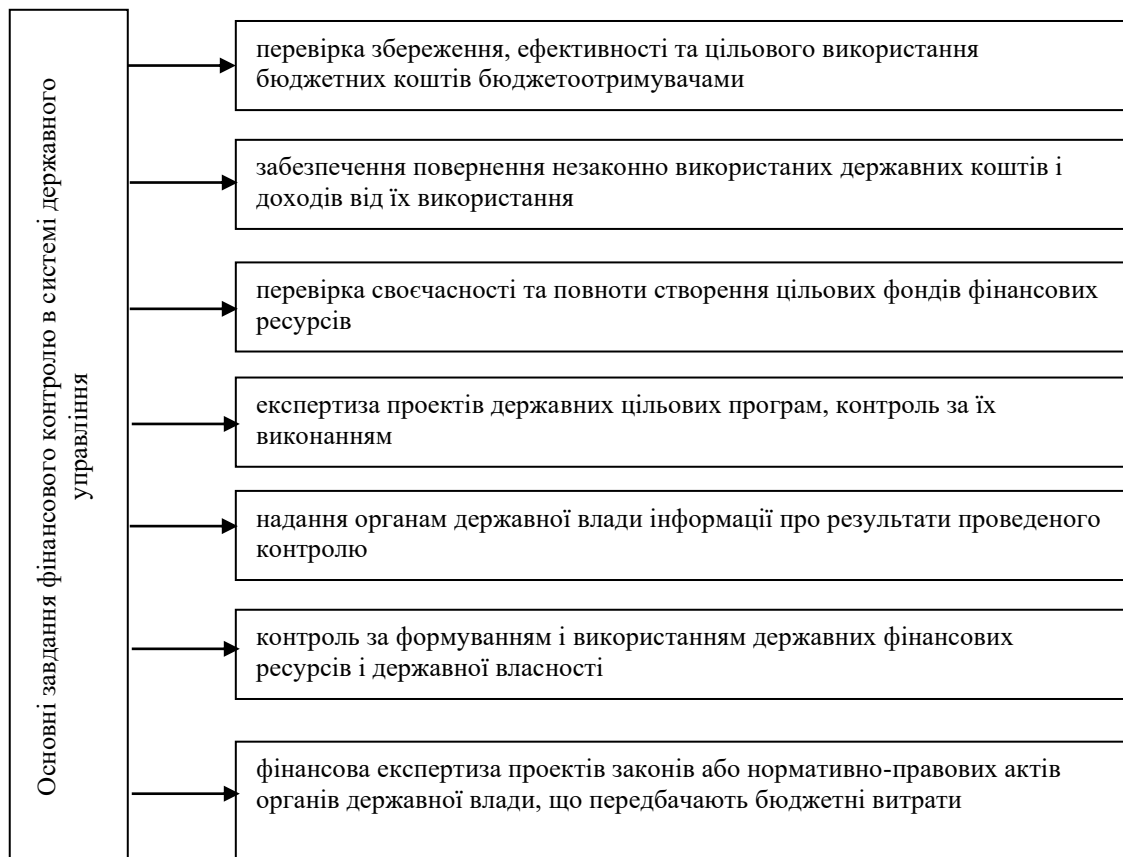 Основні завдання фінансового контролю в системі державного
управління
перевірка збереження, ефективності та цільового використання
бюджетних коштів бюджетоотримувачами
забезпечення повернення незаконно використаних державних коштів і
доходів від їх використання
перевірка своєчасності та повноти створення цільових фондів фінансових
ресурсів
експертиза проектів державних цільових програм, контроль за їх
виконанням
надання органам державної влади інформації про результати проведеного
контролю
контроль за формуванням і використанням державних фінансових
ресурсів і державної власності
фінансова експертиза проектів законів або нормативно-правових актів
органів державної влади, що передбачають бюджетні витрати